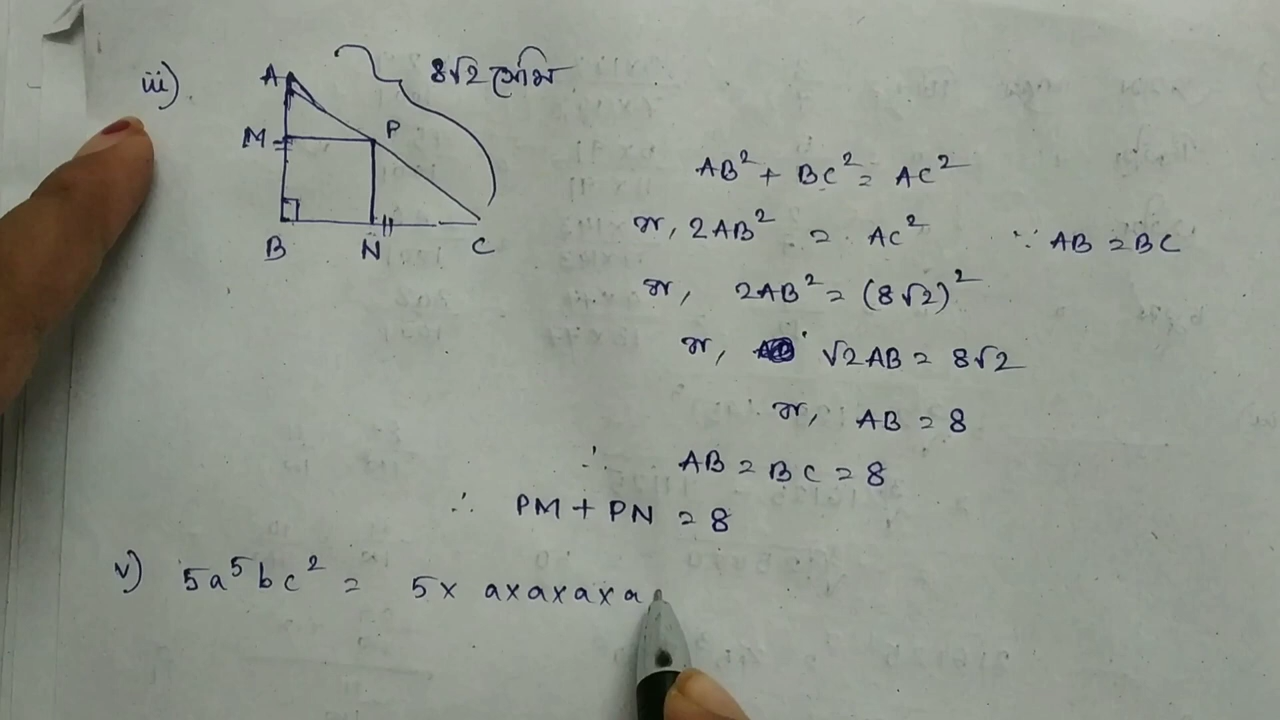 iii)
8√2 সেমি
A
M
P
B
N
C
AB² + BC² = AC²
বা, 2AB² = AC² ∵ AB = BC
বা, 2AB² = (8√2)²
বা, √2AB = 8√2
বা, AB = 8
∴ AB = BC = 8
∴ PM + PN = 8
v) 5a⁵bc² = 5× a×a×a×a